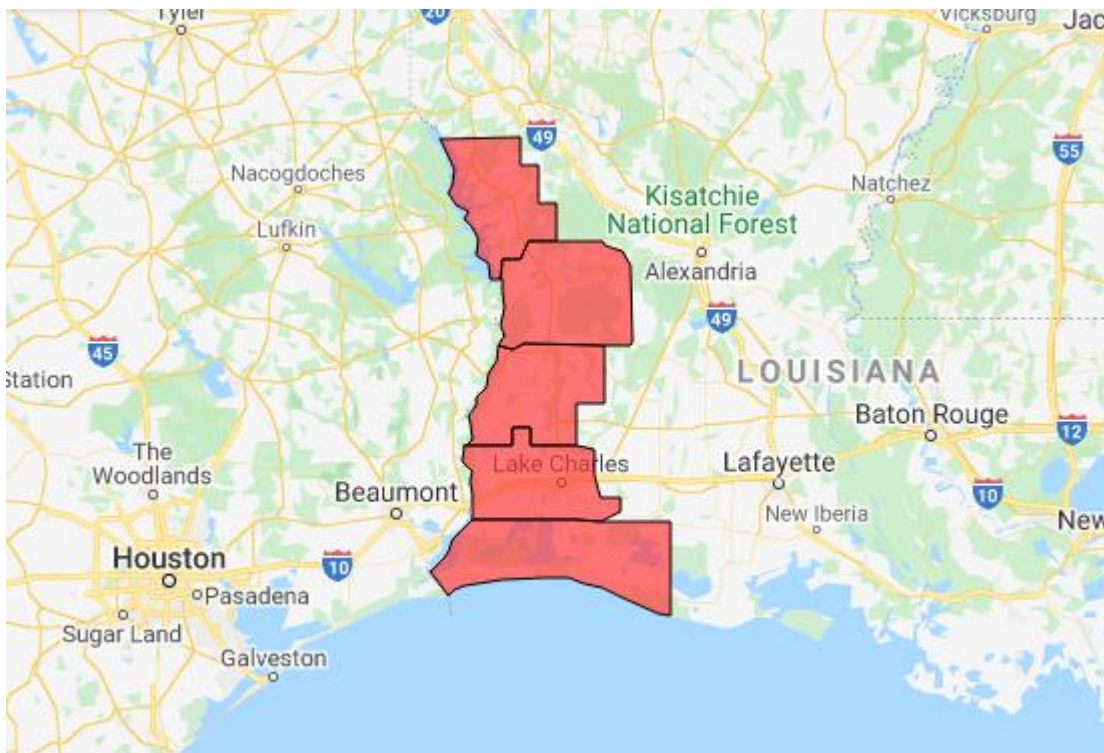 Tyler
20
Vicksburg
Jac
49
55
Nacogdoches
Kisatchie
National Forest
Natchez
Lufkin
Alexandria
49
45
Station
LOUISIANA
Baton Rouge
12
The
Woodlands
Lake Charles
Lafayette
Beaumont
10
New Iberia
New
Houston
10
Pasadena
Sugar Land
Galveston